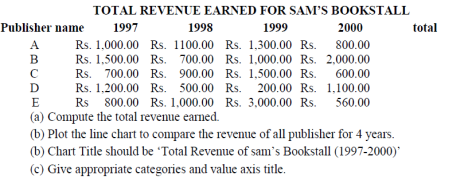 TOTAL REVENUE EARNED FOR SAM'S BOOKSTALL
Publisher name 1997 1998 1999 2000 total
A Rs. 1,000.00 Rs. 1100.00 Rs. 1,300.00 Rs. 800.00
B Rs. 1,500.00 Rs. 700.00 Rs. 1,000.00 Rs. 2,000.00
C Rs. 700.00 Rs. 900.00 Rs. 1,500.00 Rs. 600.00
D Rs. 1,200.00 Rs. 500.00 Rs. 200.00 Rs. 1,100.00
E Rs 800.00 Rs. 1,000.00 Rs. 3,000.00 Rs. 560.00
(a) Compute the total revenue earned.
(b) Plot the line chart to compare the revenue of all publisher for 4 years.
(b) Chart Title should be ‘Total Revenue of sam’s Bookstall (1997-2000)’
(c) Give appropriate categories and value axis title.